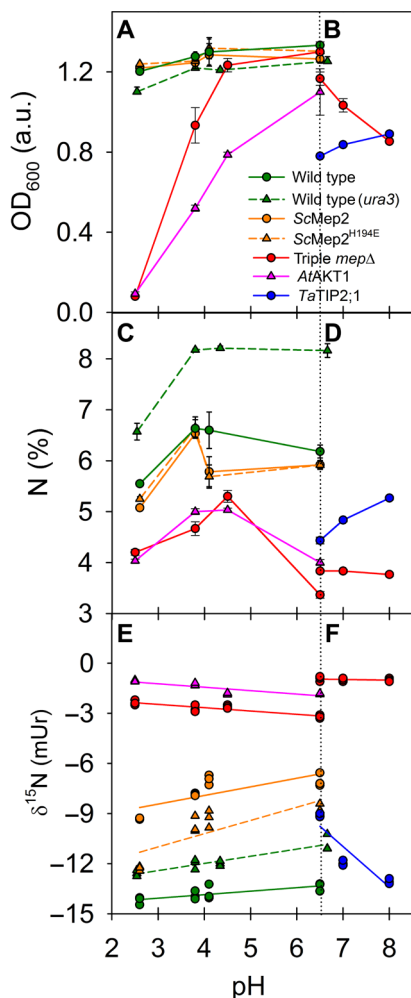 A B
OD600 (a.u.)
1.2
0.8
0.4
0.0
Wild type
Wild type (ura3)
ScMep2
ScMep2H194E
Triple mepΔ
AtAKT1
TaTIP2;1
C D
N (%)
8
7
6
5
4
3
E F
δ15N (mUr)
0
−3
−6
−9
−12
−15
2 3 4 5 6 7 8
pH